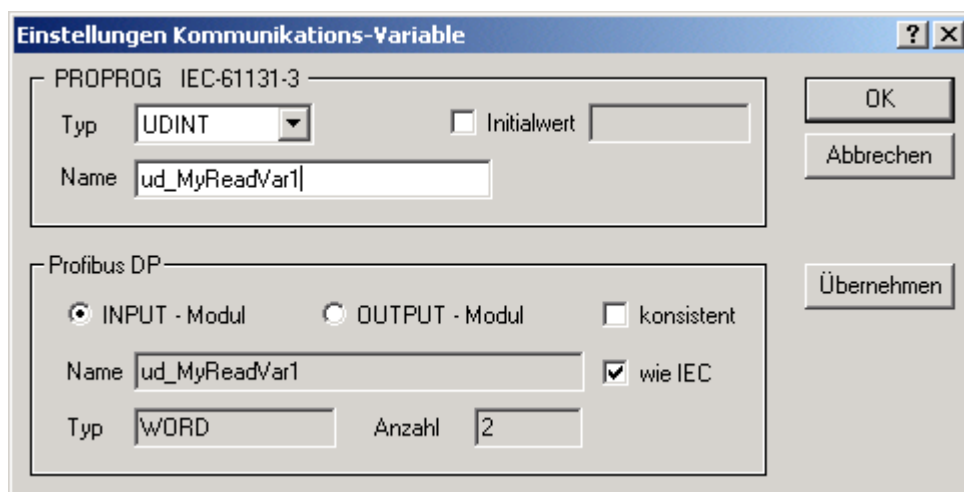 Einstellungen Kommunikations-Variable
PROPROG IEC-61131-3
Typ UDINT Initialwert
Name ud_MyReadVar1
OK
Abbrechen
Profibus DP
INPUT - Modul OUTPUT - Modul konsistent
Name ud_MyReadVar1 wie IEC
Typ WORD Anzahl 2
Übernehmen